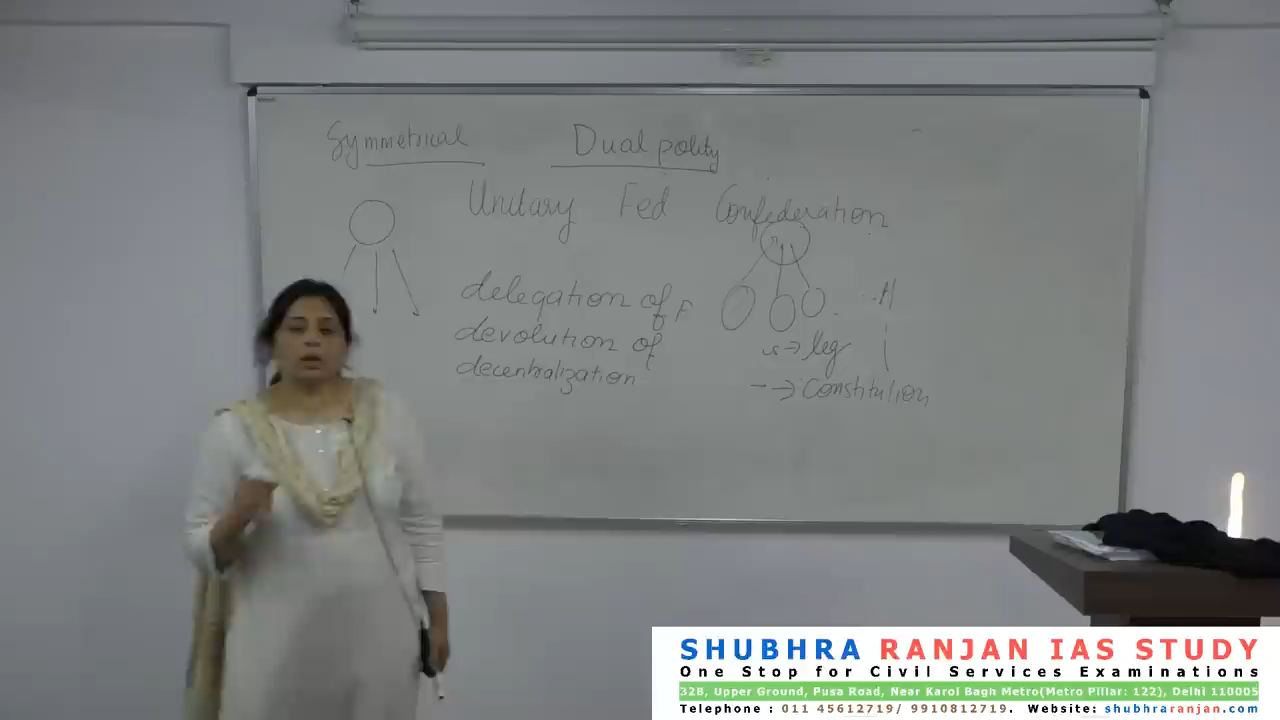 Symmetrical Dual polity
Unitary Fed Confederation
delegation of F
devolution of
decentralization
→ leg
→ Constitution
SHUBHRA RANJAN IAS STUDY
One Stop for Civil Services Examinations
32B, Upper Ground, Pusa Road, Near Karol Bagh Metro(Metro Pillar: 122), Delhi 110005
Telephone : 011 45612719/ 9910812719. Website: shubhraranjan.com